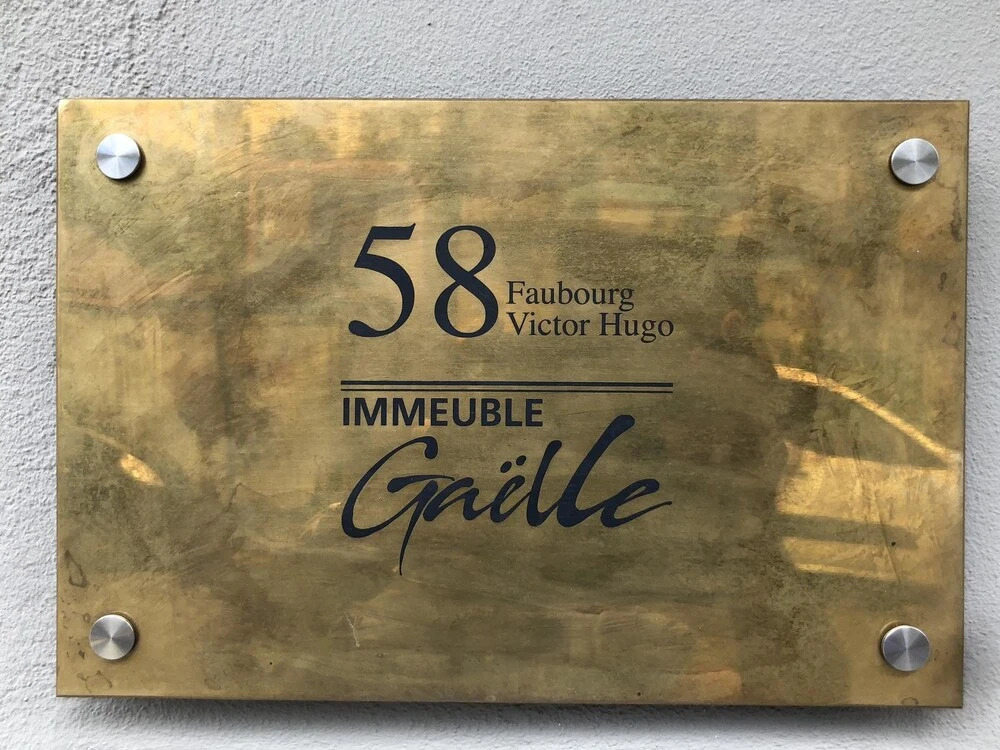 58 Faubourg
Victor Hugo
IMMEUBLE
Gaëlle